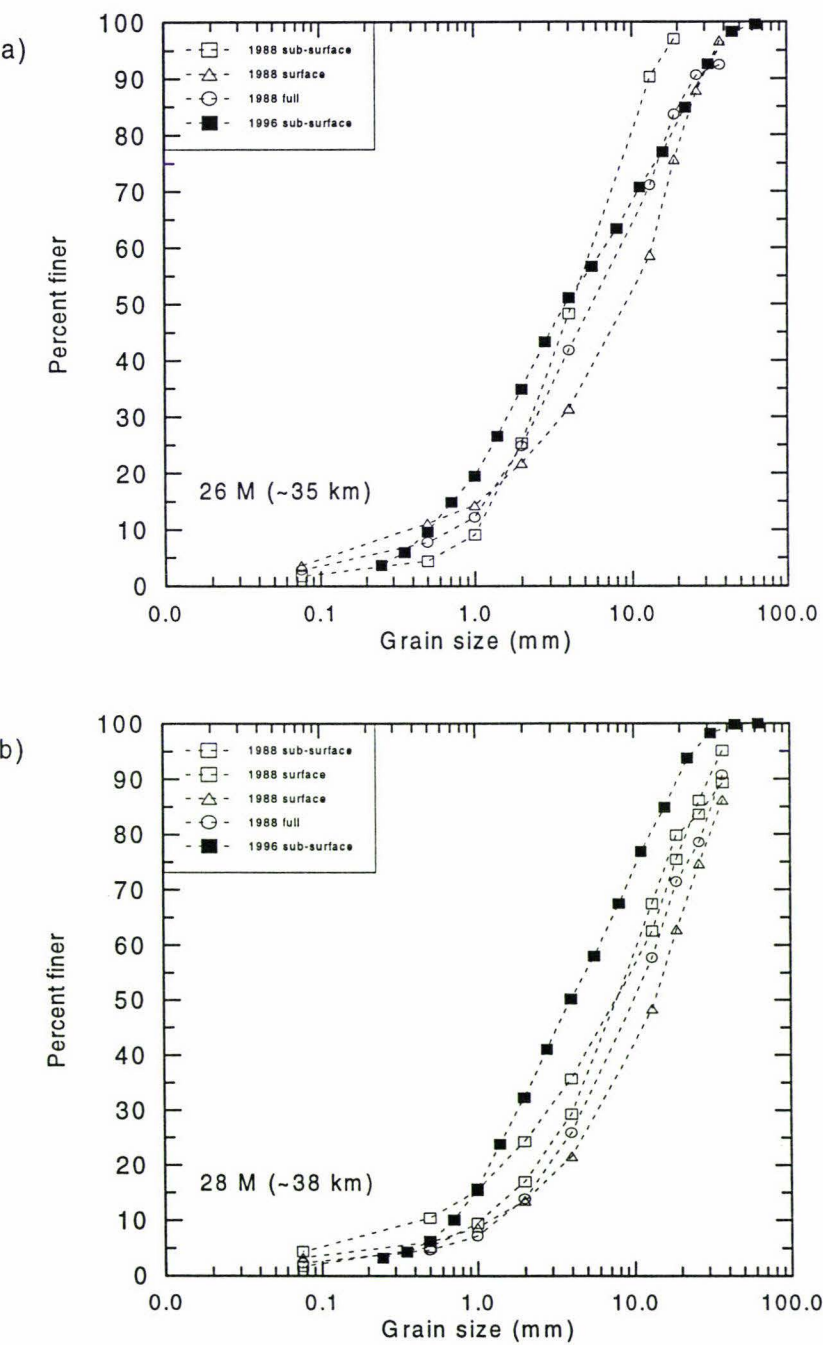 a)
100
90
80
70
60
50
40
30
20
10
0
Percent finer
1988 sub-surface
1988 surface
1988 full
1996 sub-surface
26 M (~35 km)
0.0 0.1 1.0 10.0 100.0
Grain size (mm)
b)
100
90
80
70
60
50
40
30
20
10
0
Percent finer
1988 sub-surface
1988 surface
1988 surface
1988 full
1996 sub-surface
28 M (~38 km)
0.0 0.1 1.0 10.0 100.0
Grain size (mm)